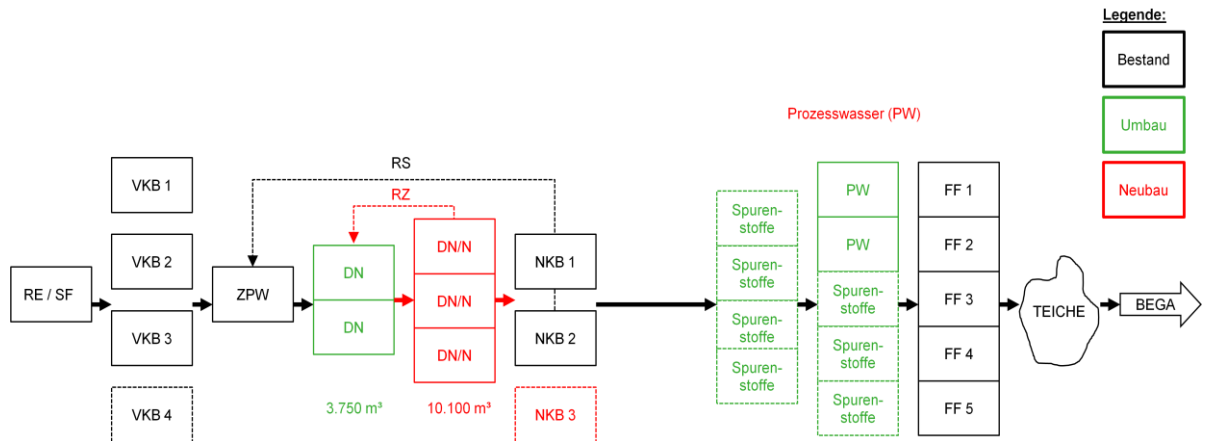 Legende:
Bestand
Umbau
Neubau
Prozesswasser (PW)
RS
RZ
RE / SF
VKB 1
VKB 2
VKB 3
VKB 4
ZPW
DN
DN
3.750 m³
DN/N
DN/N
DN/N
10.100 m³
NKB 1
NKB 2
NKB 3
Spuren-
stoffe
Spuren-
stoffe
Spuren-
stoffe
Spuren-
stoffe
PW
PW
Spuren-
stoffe
Spuren-
stoffe
Spuren-
stoffe
FF 1
FF 2
FF 3
FF 4
FF 5
TEICHE
BEGA